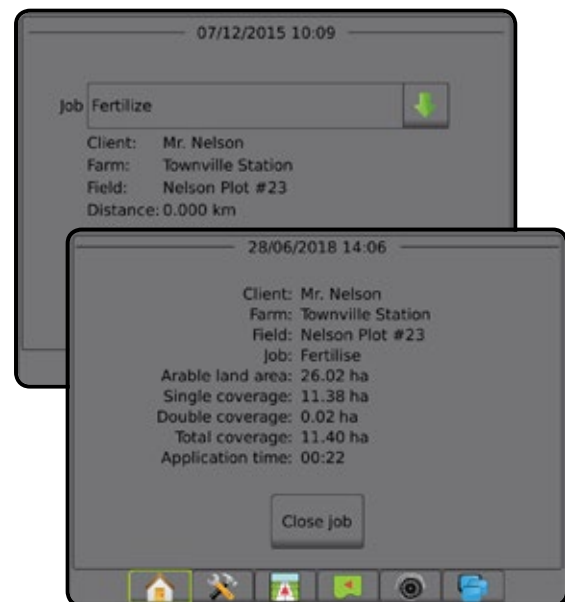 07/12/2015 10:09
Job Fertilize
Client: Mr. Nelson
Farm: Townville Station
Field: Nelson Plot #23
Distance: 0.000 km
28/06/2018 14:06
Client: Mr. Nelson
Farm: Townville Station
Field: Nelson Plot #23
Job: Fertilise
Arable land area: 26.02 ha
Single coverage: 11.38 ha
Double coverage: 0.02 ha
Total coverage: 11.40 ha
Application time: 00:22
Close job